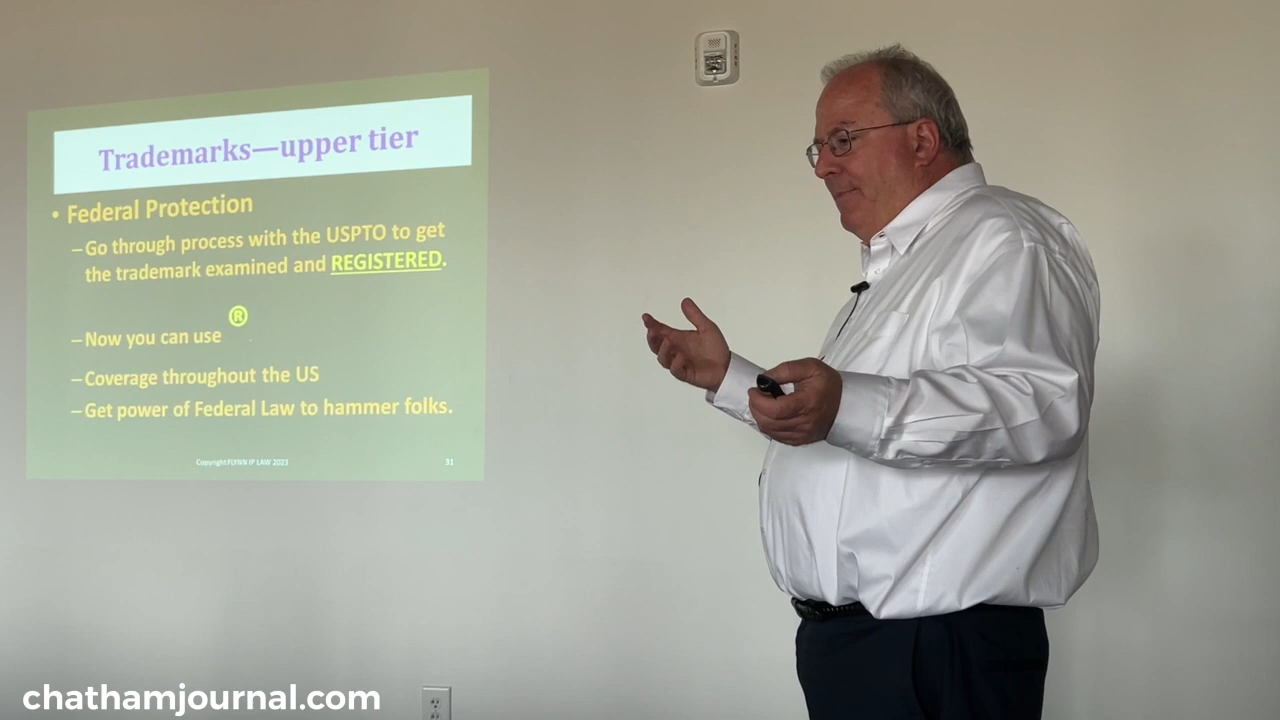 Trademarks—upper tier
• Federal Protection
–Go through process with the USPTO to get
the trademark examined and REGISTERED.
®
–Now you can use
–Coverage throughout the US
–Get power of Federal Law to hammer folks.
Copyright FLYNN IP LAW 2023
31
chathamjournal.com